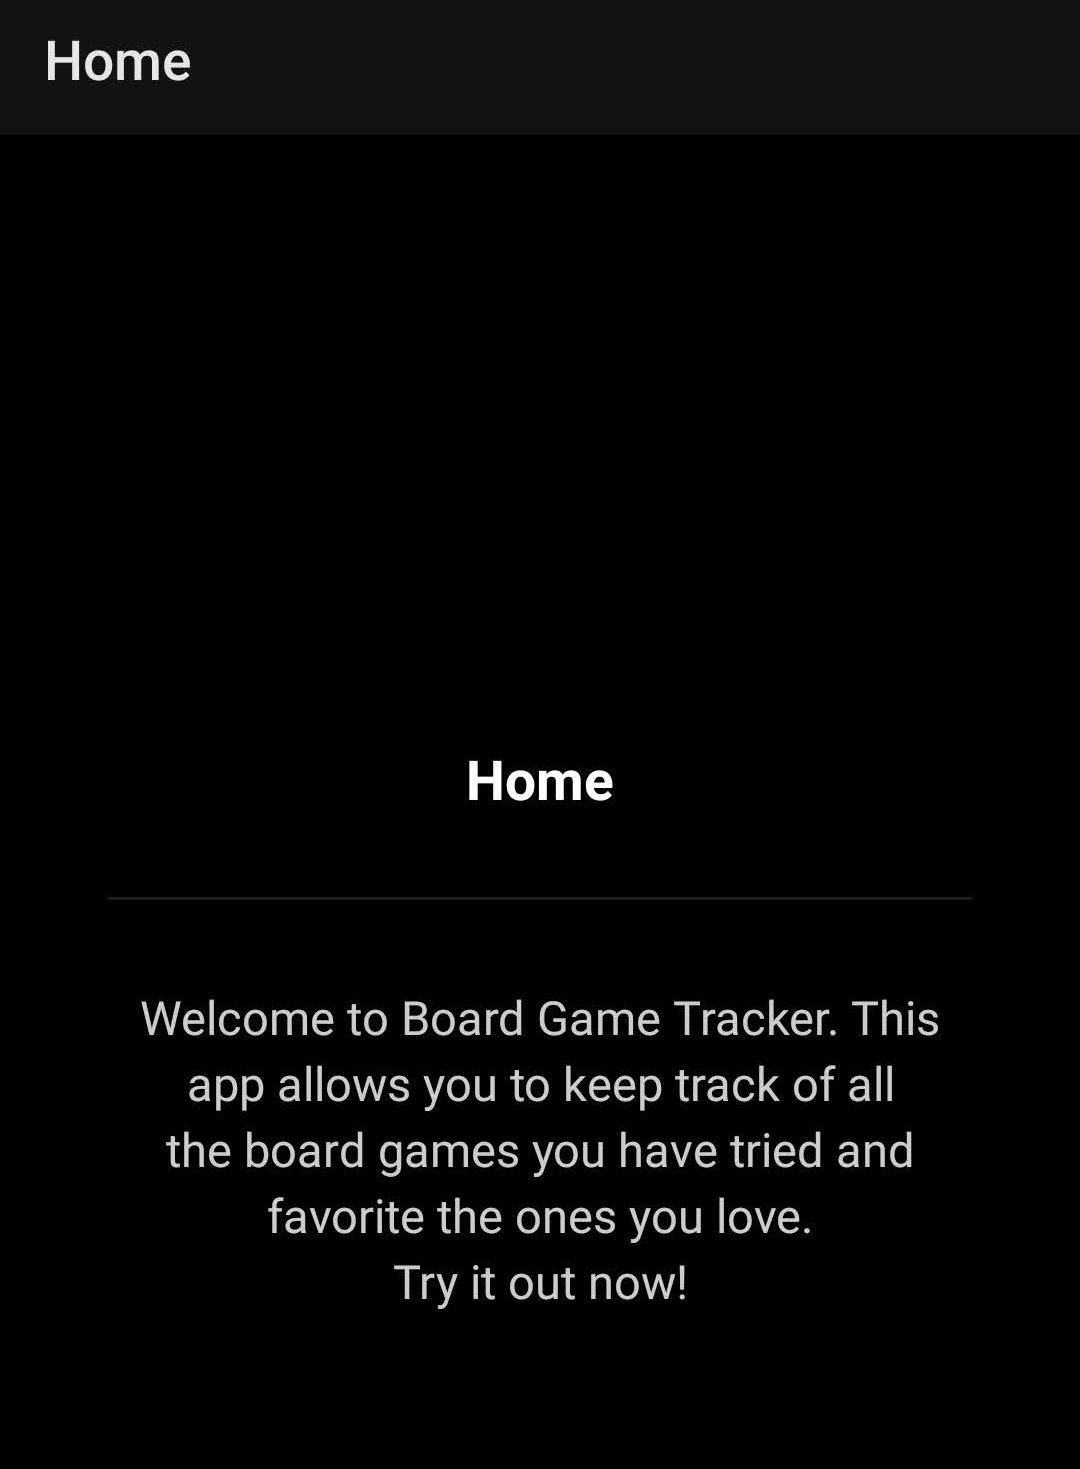 Home
Home
Welcome to Board Game Tracker. This
app allows you to keep track of all
the board games you have tried and
favorite the ones you love.
Try it out now!